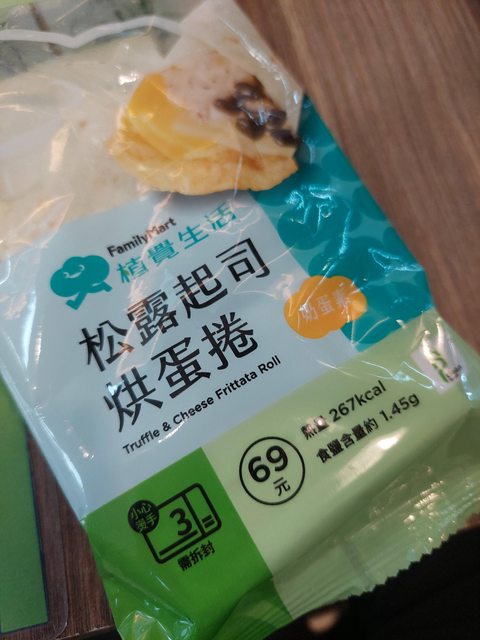 FamilyMart
植覺生活
松露起司
烘蛋捲
Truffle & Cheese Frittata Roll
奶蛋素
熱量 267kcal
食鹽含量約 1.45g
69
元
小心
燙手
3
需拆封